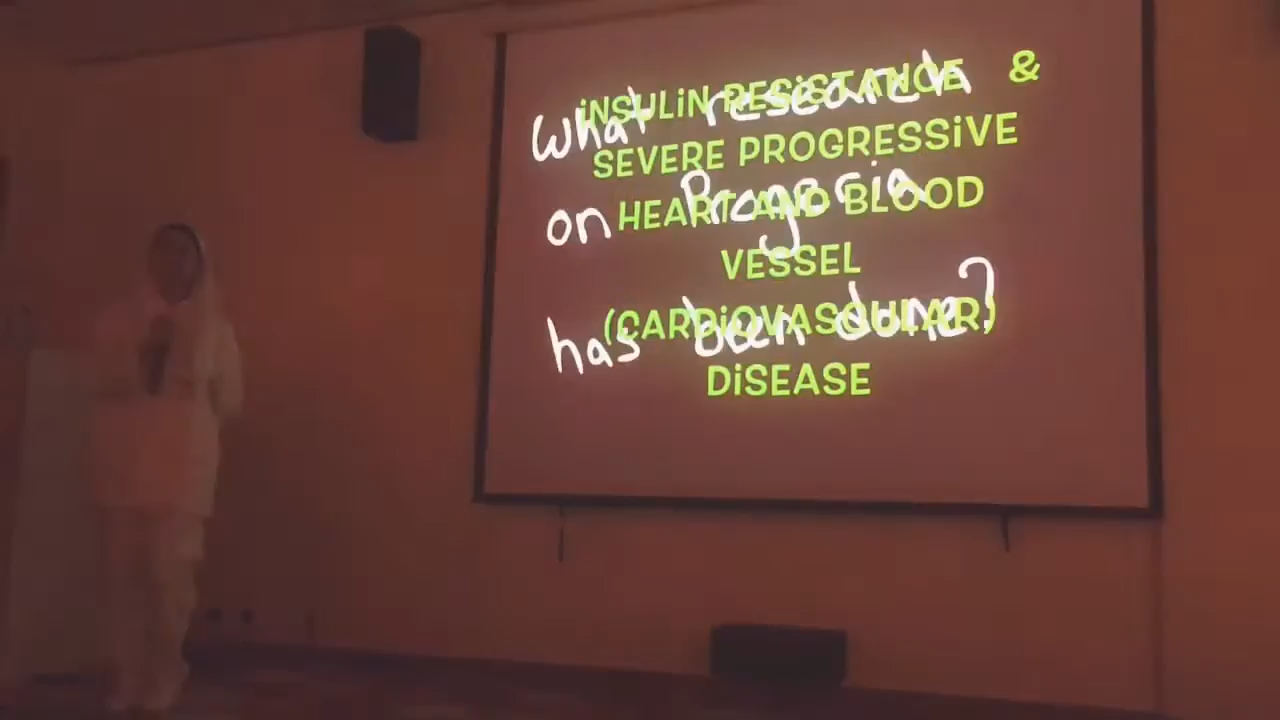 What research
on Progeria
has been done?
iNSULiN RESiSTANCE &
SEVERE PROGRESSiVE
HEART AND BLOOD
VESSEL
(CARDiOVASCULAR)
DiSEASE